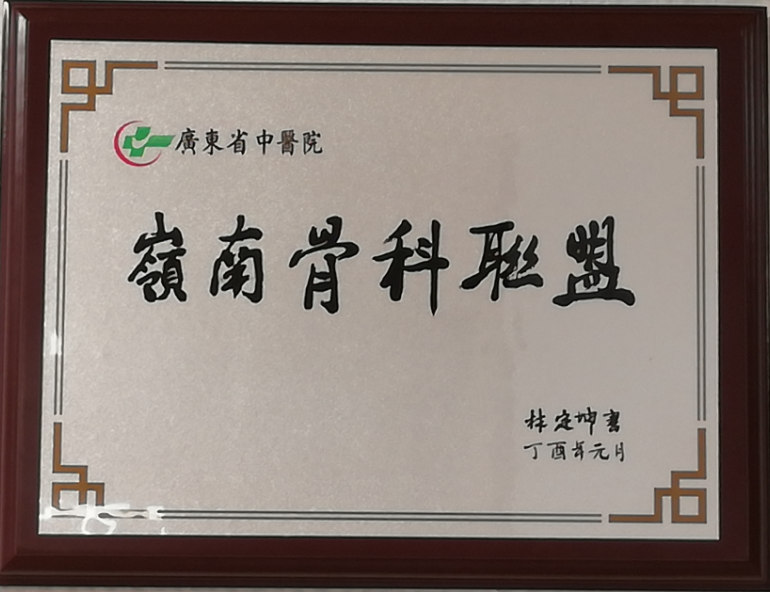 廣東省中醫院
嶺南骨科聯盟
林定坤書
丁酉年元月